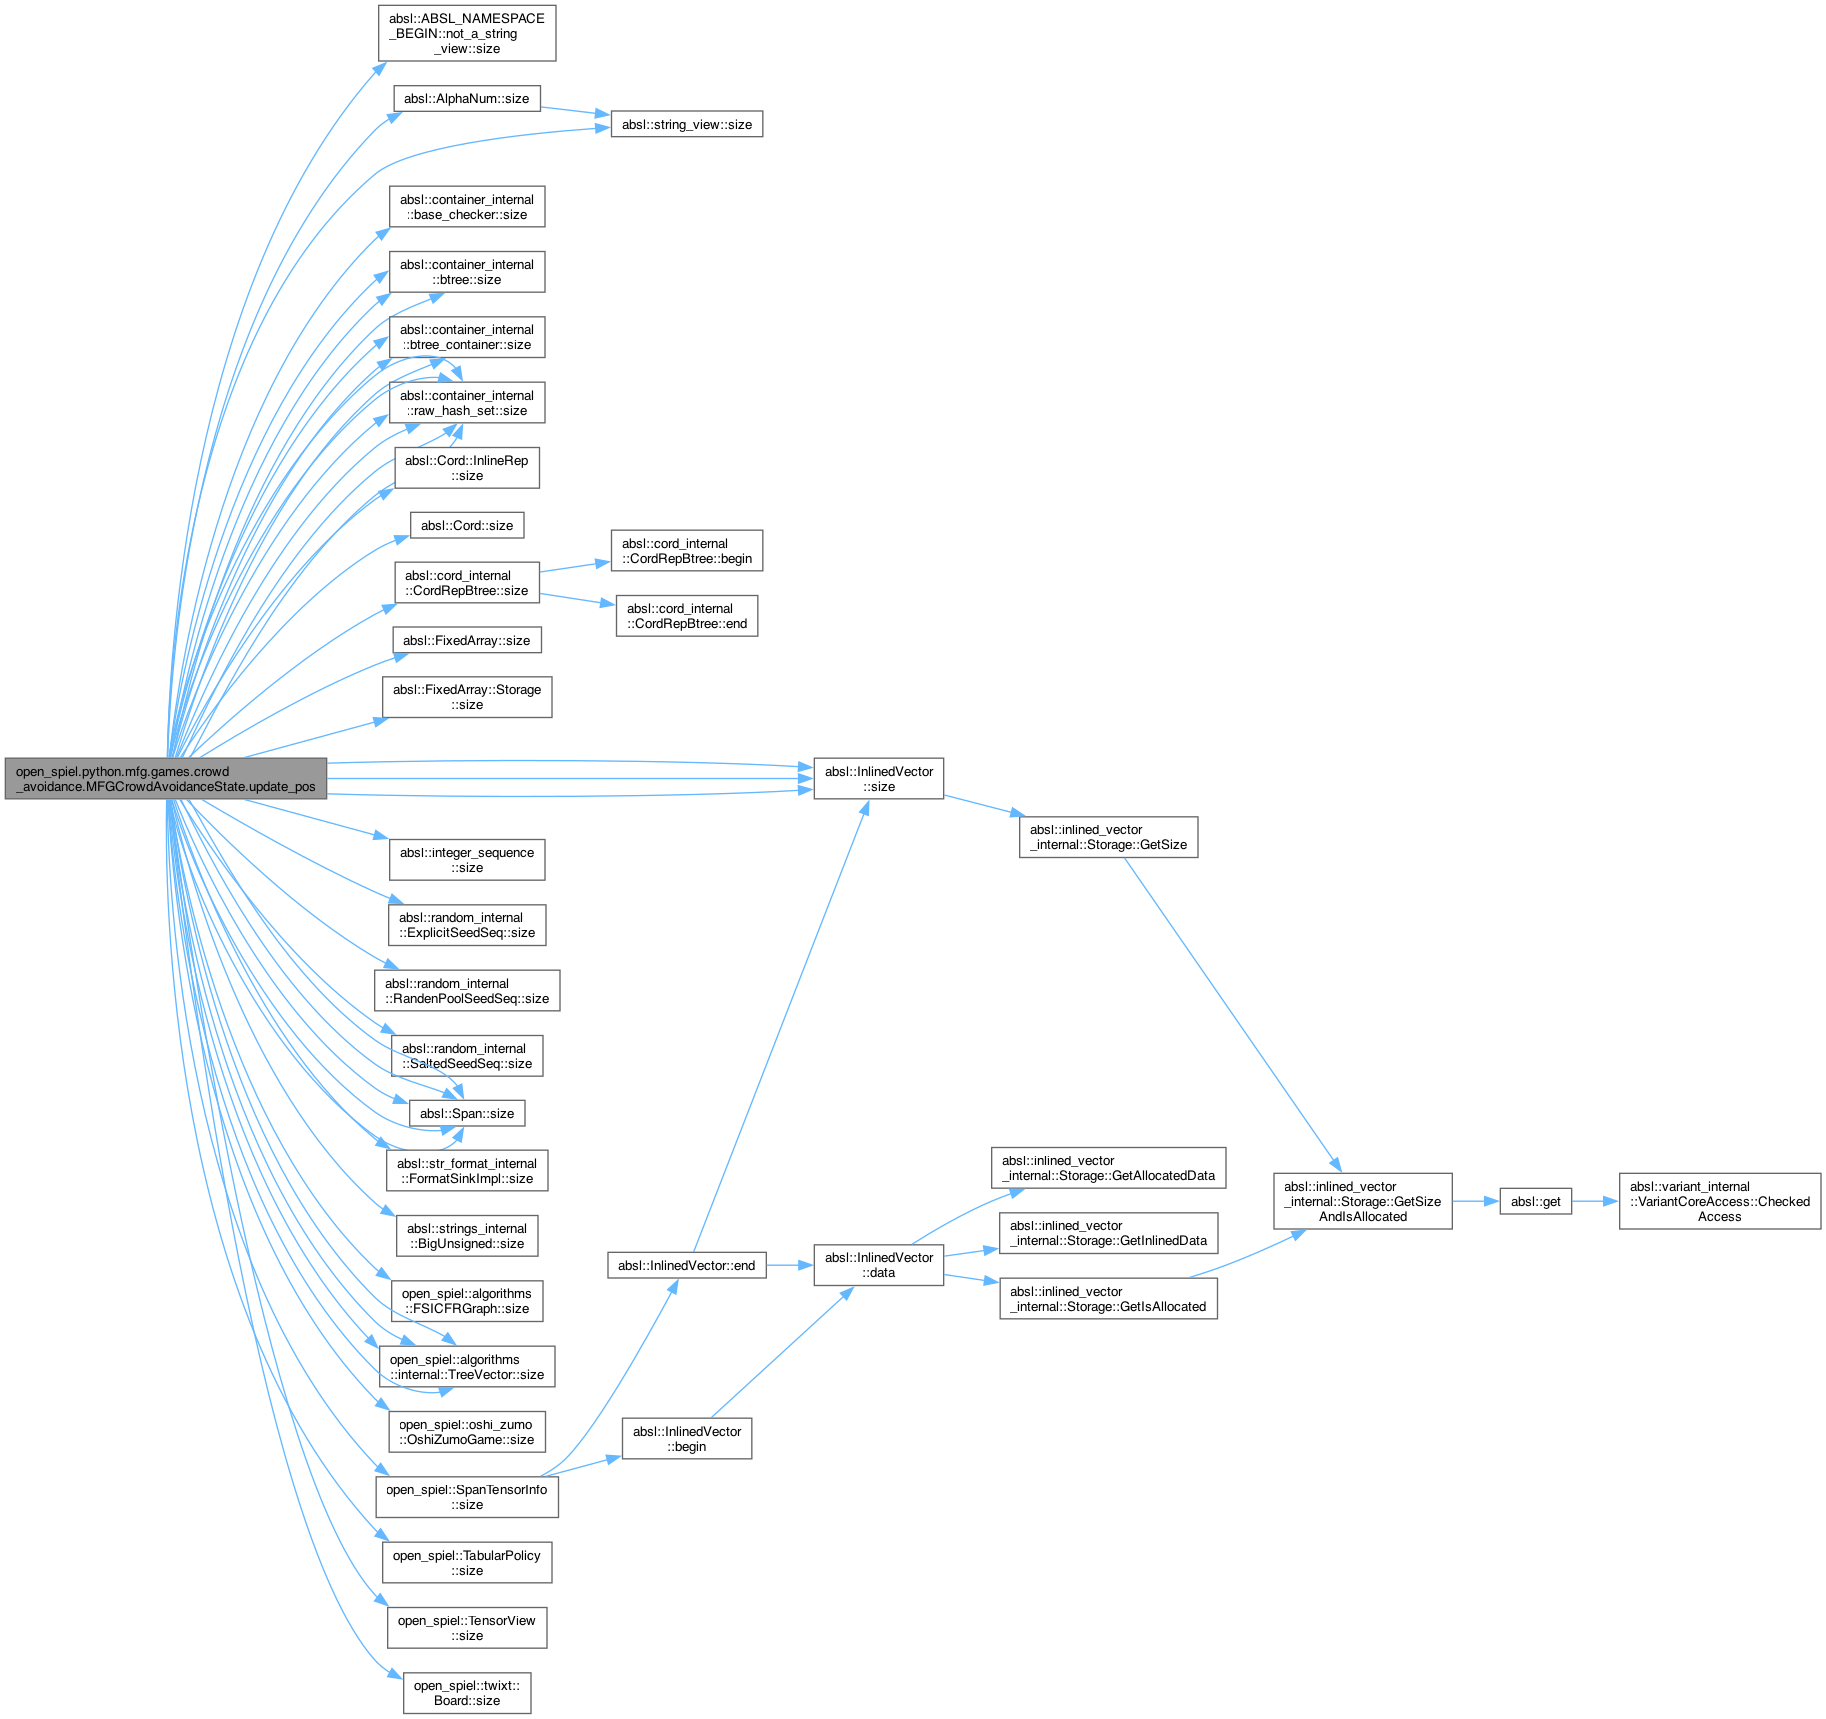 absl::ABSL_NAMESPACE
_BEGIN::not_a_string
_view::size
absl::AlphaNum::size
absl::string_view::size
absl::container_internal
::base_checker::size
absl::container_internal
::btree::size
absl::container_internal
::btree_container::size
absl::container_internal
::raw_hash_set::size
absl::Cord::InlineRep
::size
absl::Cord::size
absl::cord_internal
::CordRepBtree::size
absl::cord_internal
::CordRepBtree::begin
absl::cord_internal
::CordRepBtree::end
absl::FixedArray::size
absl::FixedArray::Storage
::size
open_spiel.python.mfg.games.crowd
_avoidance.MFGCrowdAvoidanceState.update_pos
absl::InlinedVector
::size
absl::inlined_vector
_internal::Storage::GetSize
absl::integer_sequence
::size
absl::random_internal
::ExplicitSeedSeq::size
absl::random_internal
::RandenPoolSeedSeq::size
absl::random_internal
::SaltedSeedSeq::size
absl::Span::size
absl::str_format_internal
::FormatSinkImpl::size
absl::strings_internal
::BigUnsigned::size
absl::inlined_vector
_internal::Storage::GetAllocatedData
absl::inlined_vector
_internal::Storage::GetInlinedData
absl::inlined_vector
_internal::Storage::GetIsAllocated
absl::inlined_vector
_internal::Storage::GetSize
AndIsAllocated
absl::get
absl::variant_internal
::VariantCoreAccess::Checked
Access
absl::InlinedVector::end
absl::InlinedVector
::data
open_spiel::algorithms
::FSICFRGraph::size
open_spiel::algorithms
::internal::TreeVector::size
open_spiel::oshi_zumo
::OshiZumoGame::size
absl::InlinedVector
::begin
open_spiel::SpanTensorInfo
::size
open_spiel::TabularPolicy
::size
open_spiel::TensorView
::size
open_spiel::twixt::
Board::size